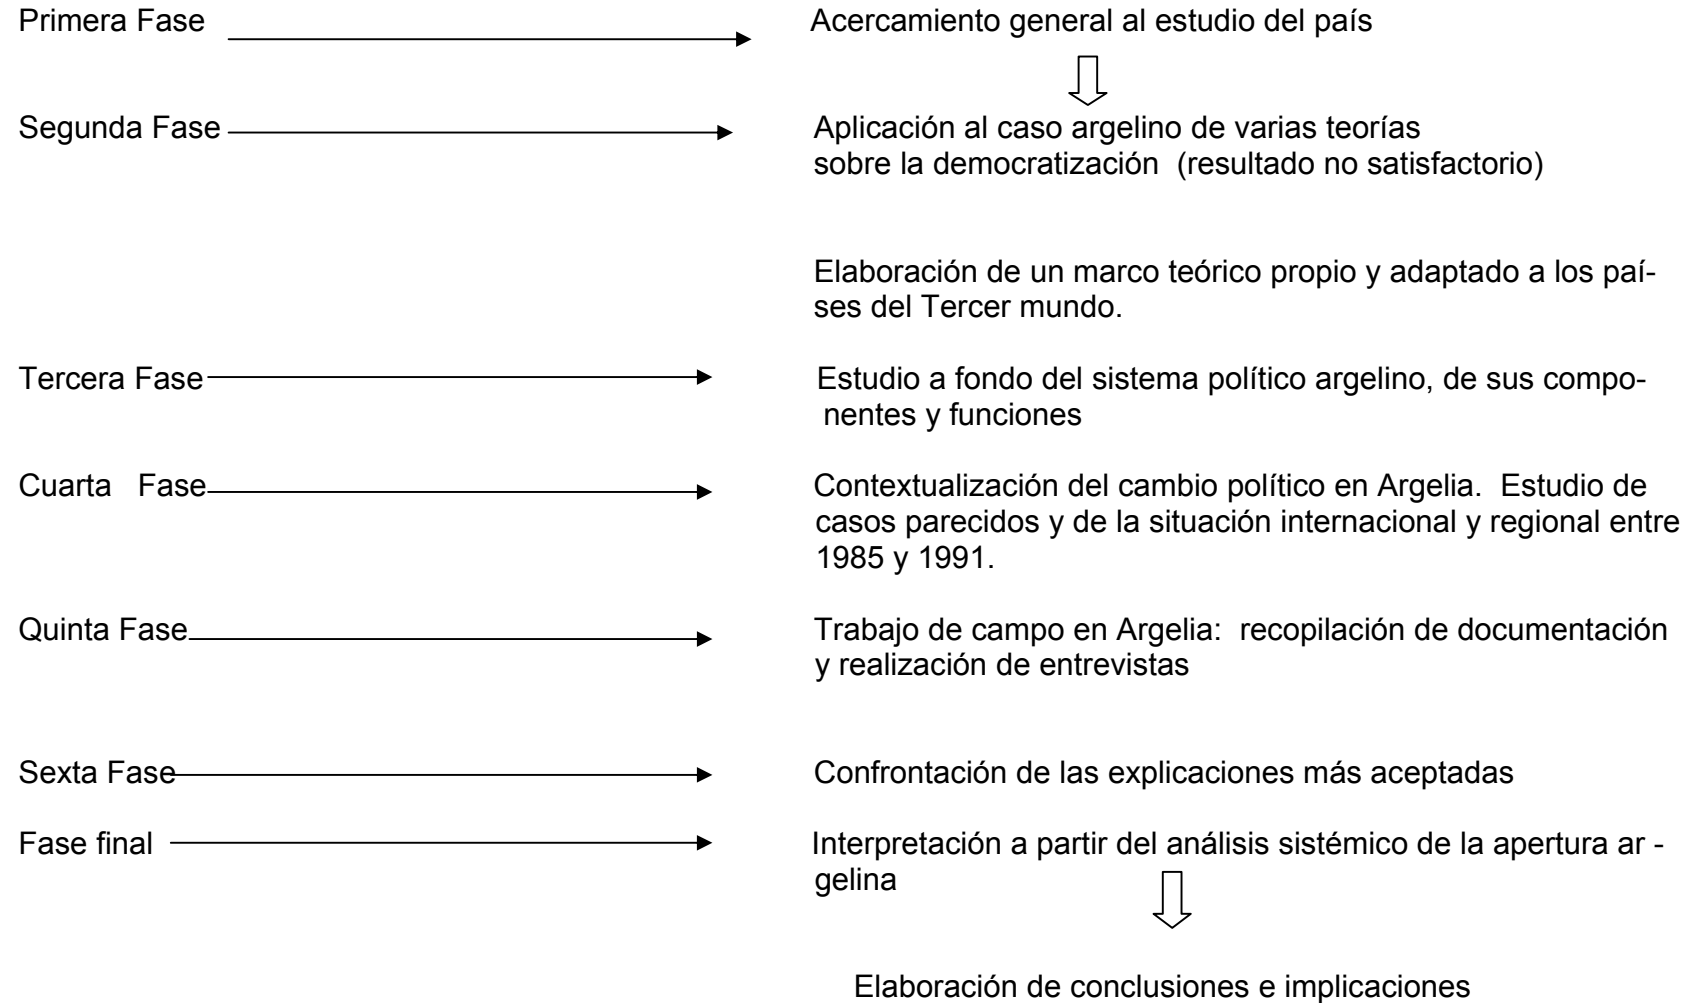 Primera Fase Acercamiento general al estudio del país
Segunda Fase Aplicación al caso argelino de varias teorías
sobre la democratización (resultado no satisfactorio)
Elaboración de un marco teórico propio y adaptado a los paí-
ses del Tercer mundo.
Tercera Fase Estudio a fondo del sistema político argelino, de sus compo-
nentes y funciones
Cuarta Fase Contextualización del cambio político en Argelia. Estudio de
casos parecidos y de la situación internacional y regional entre
1985 y 1991.
Quinta Fase Trabajo de campo en Argelia: recopilación de documentación
y realización de entrevistas
Sexta Fase Confrontación de las explicaciones más aceptadas
Fase final Interpretación a partir del análisis sistémico de la apertura ar -
gelina
Elaboración de conclusiones e implicaciones